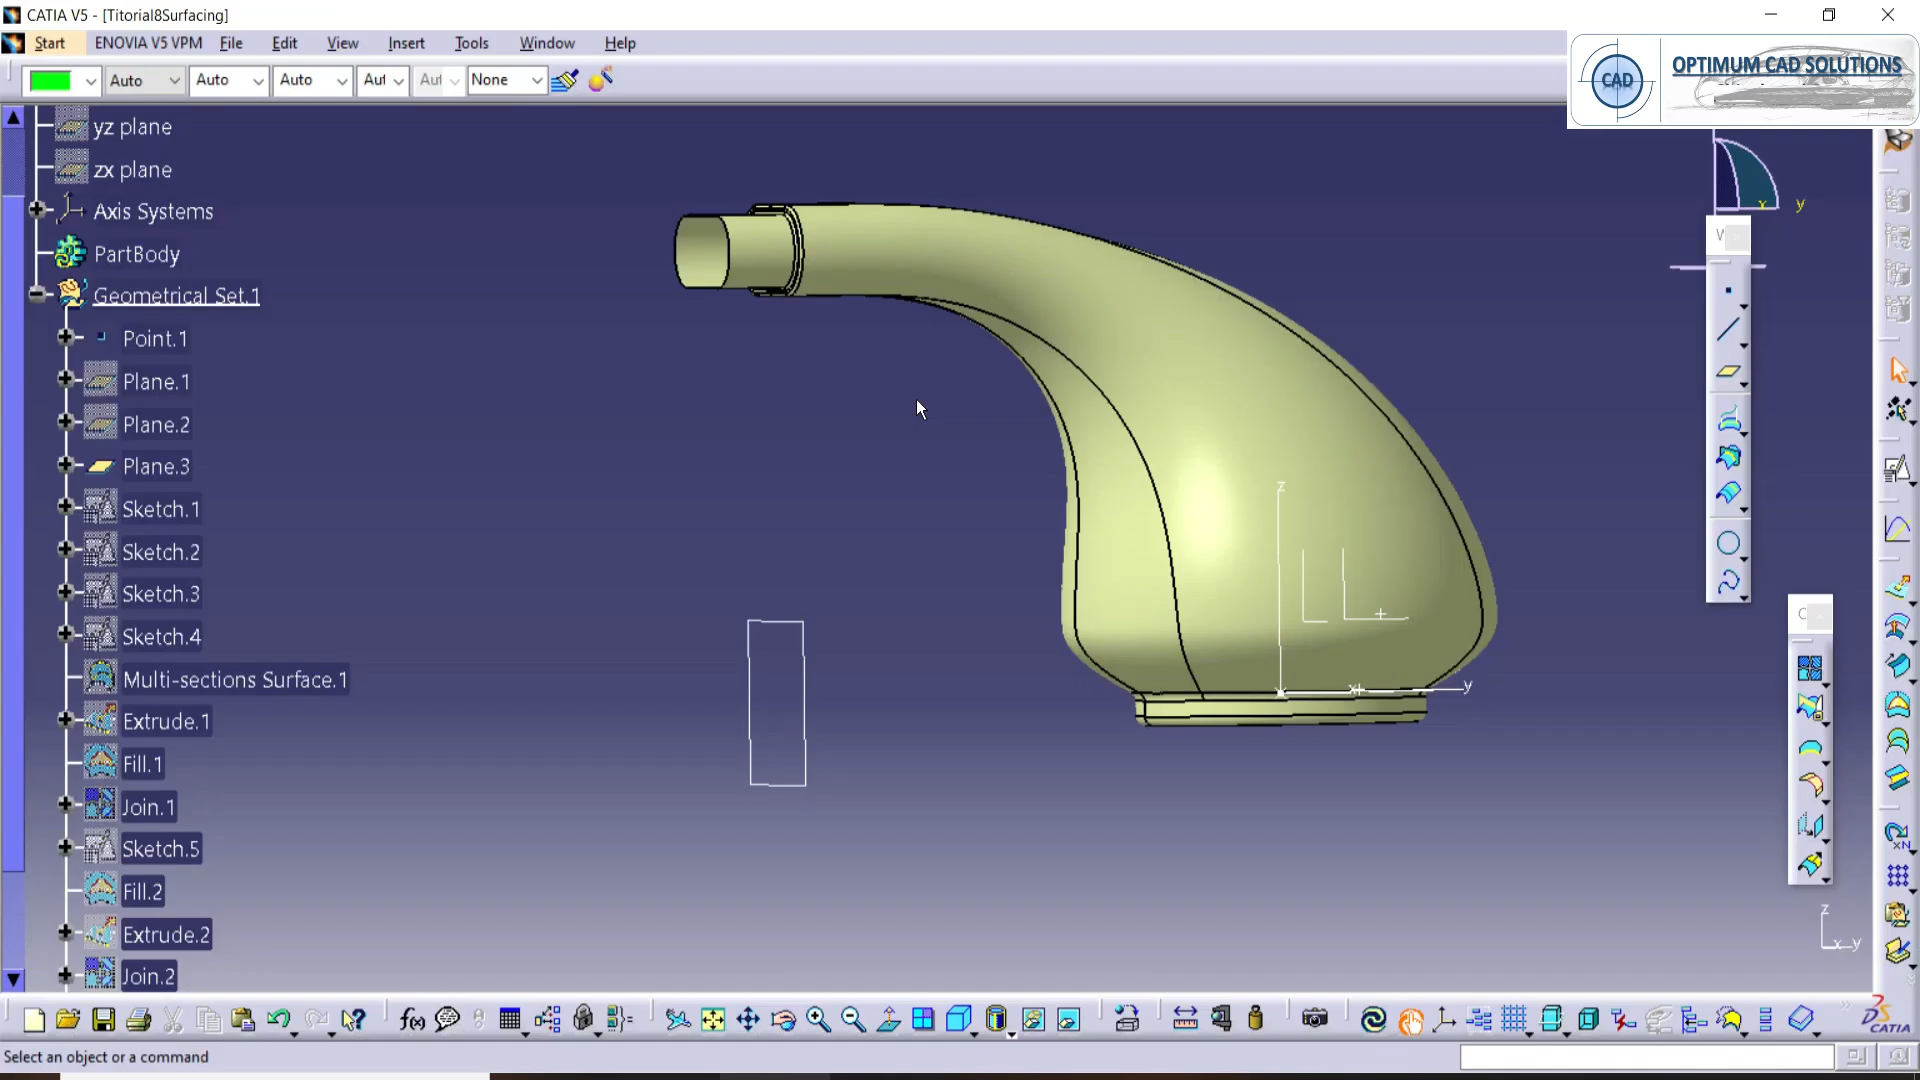 CATIA V5 - [Titorial8Surfacing]
Start ENOVIA V5 VPM File Edit View Insert Tools Window Help
Auto Auto Auto Aut Aut None
CAD OPTIMUM CAD SOLUTIONS
yz plane
zx plane
Axis Systems
PartBody
Geometrical Set.1
Point.1
Plane.1
Plane.2
Plane.3
Sketch.1
Sketch.2
Sketch.3
Sketch.4
Multi-sections Surface.1
Extrude.1
Fill.1
Join.1
Sketch.5
Fill.2
Extrude.2
Join.2
z
x y
x y
W
C
z
x y
f(x)
xN
CATIA
Select an object or a command